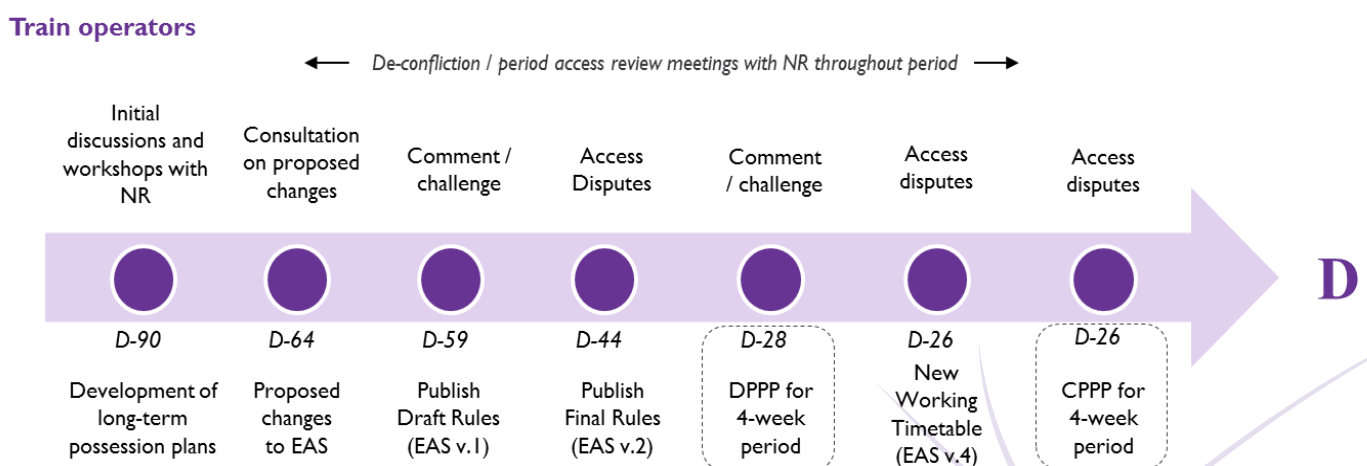 Train operators
De-confliction / period access review meetings with NR throughout period
Initial
discussions and
workshops with
NR
Consultation
on proposed
changes
Comment /
challenge
Access
Disputes
Comment
/ challenge
Access
disputes
Access
disputes
D
D-90
D-64
D-59
D-44
D-28
D-26
D-26
Development of
long-term
possession plans
Proposed
changes
to EAS
Publish
Draft Rules
(EAS v.1)
Publish
Final Rules
(EAS v.2)
DPPP for
4-week
period
New
Working
Timetable
(EAS v.4)
CPPP for
4-week
period